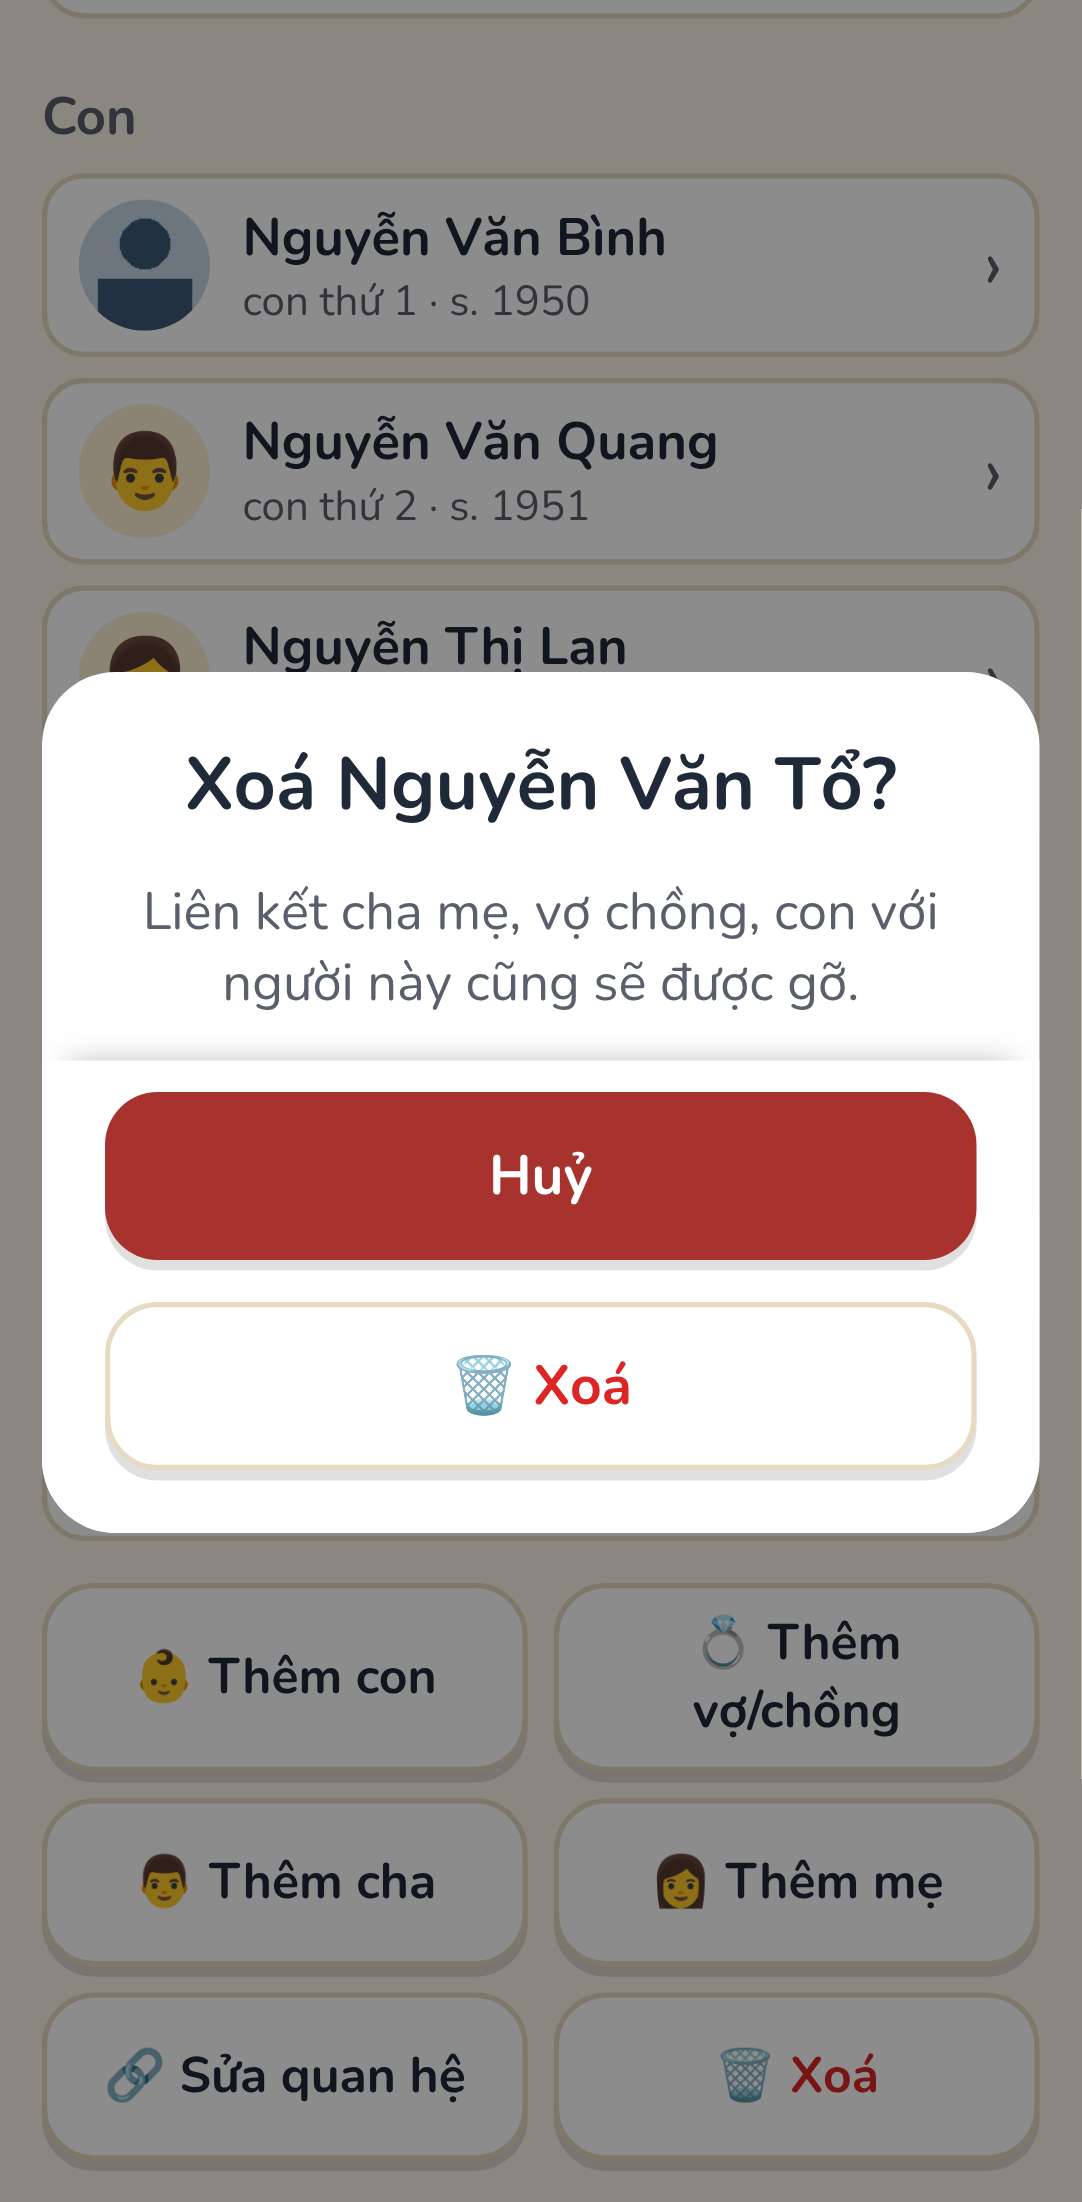 Con
Nguyễn Văn Bình
con thứ 1 · s. 1950
Nguyễn Văn Quang
con thứ 2 · s. 1951
Nguyễn Thị Lan
Xoá Nguyễn Văn Tổ?
Liên kết cha mẹ, vợ chồng, con với
người này cũng sẽ được gỡ.
Huỷ
Xoá
Thêm con
Thêm
vợ/chồng
Thêm cha
Thêm mẹ
Sửa quan hệ
Xoá